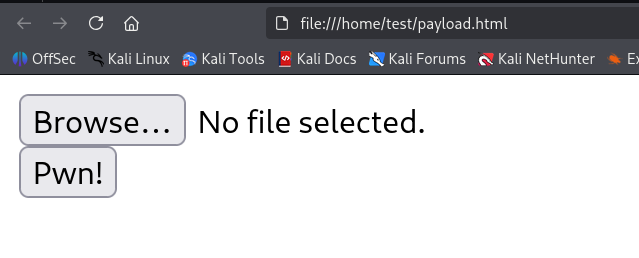 file:///home/test/payload.html
OffSec Kali Linux Kali Tools Kali Docs Kali Forums Kali NetHunter Ex
Browse... No file selected.
Pwn!